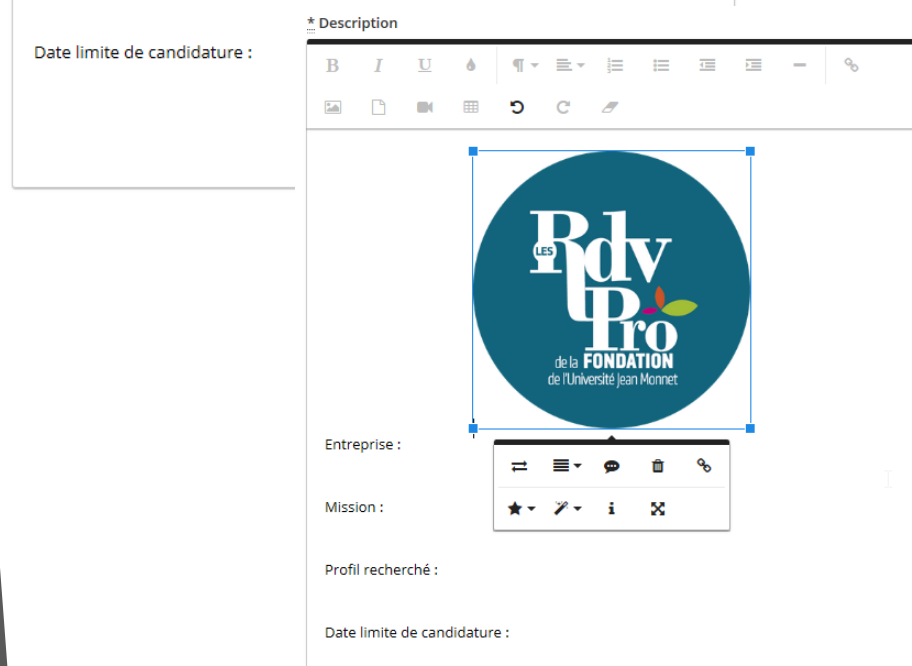 Date limite de candidature :
* Description
B I U
LES
Rdv
Pro
de la FONDATION
de l'Université Jean Monnet
Entreprise :
Mission :
Profil recherché :
Date limite de candidature :